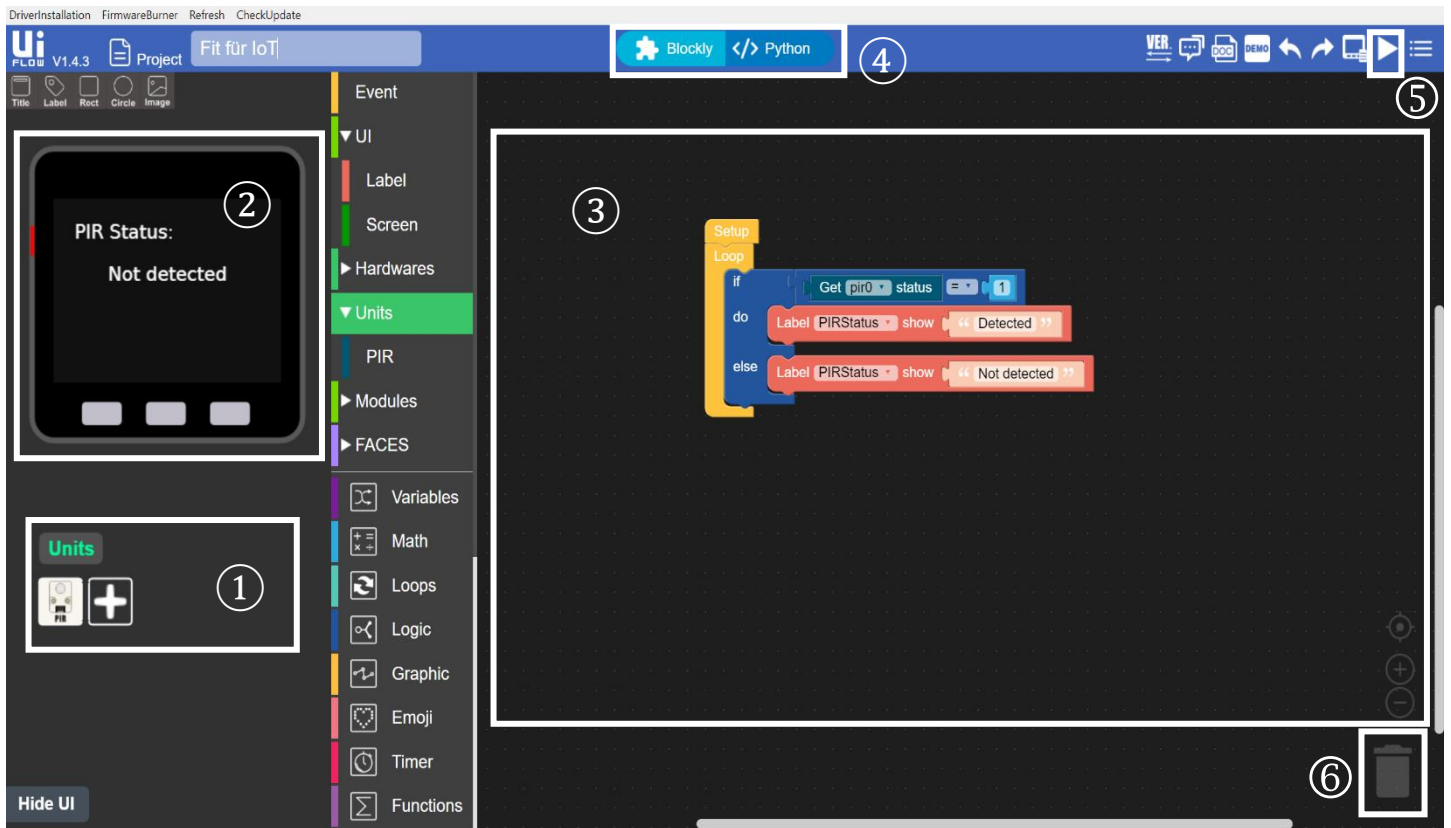 DriverInstallation FirmwareBurner Refresh CheckUpdate
Ui FLOW V1.4.3 Project Fit für IoT Blockly </> Python ④ VER. DOC DEMO
⑤
Title Label Rect Circle Image
②
PIR Status:
Not detected
Units
PIR
①
Hide UI
Event
UI
Label
Screen
Hardwares
Units
PIR
Modules
FACES
Variables
Math
Loops
Logic
Graphic
Emoji
Timer
Functions
③
Setup
Loop
if Get pir0 status = 1
do Label PIRStatus show “ Detected ”
else Label PIRStatus show “ Not detected ”
⑥